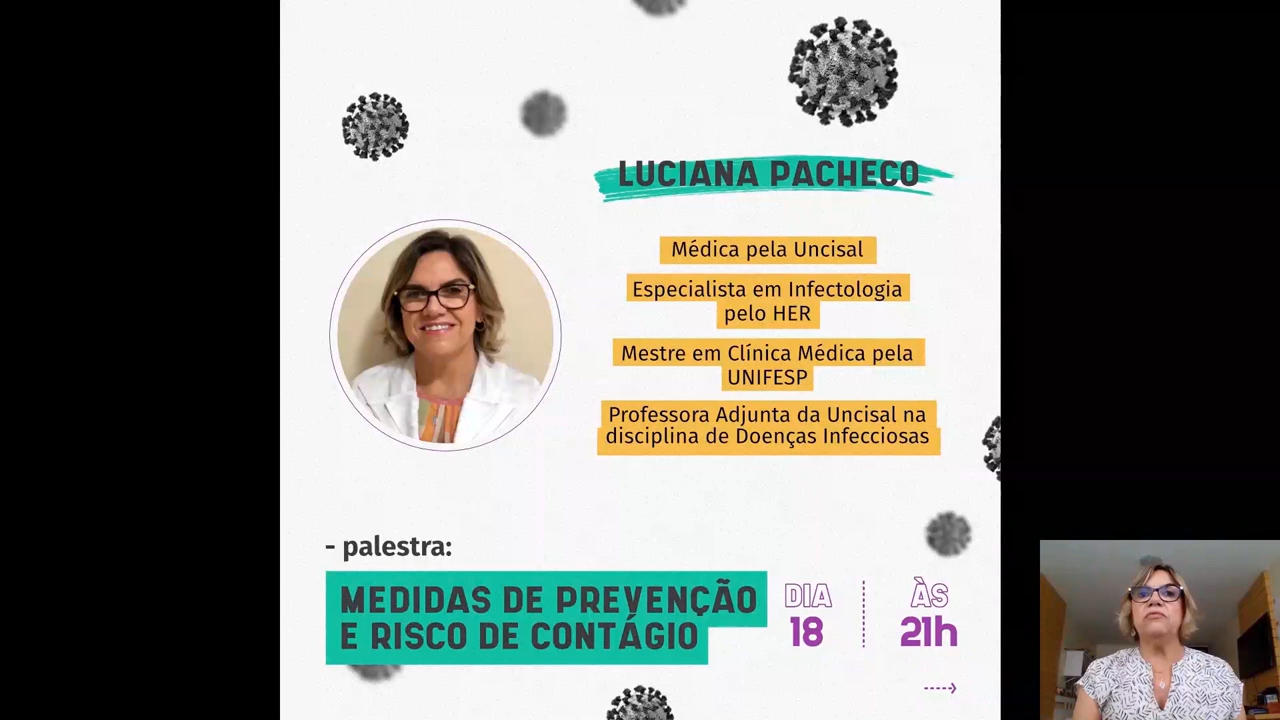 LUCIANA PACHECO
Médica pela Uncisal
Especialista em Infectologia
pelo HER
Mestre em Clínica Médica pela
UNIFESP
Professora Adjunta da Uncisal na
disciplina de Doenças Infecciosas
- palestra:
MEDIDAS DE PREVENÇÃO
E RISCO DE CONTÁGIO
DIA
18
ÀS
21h